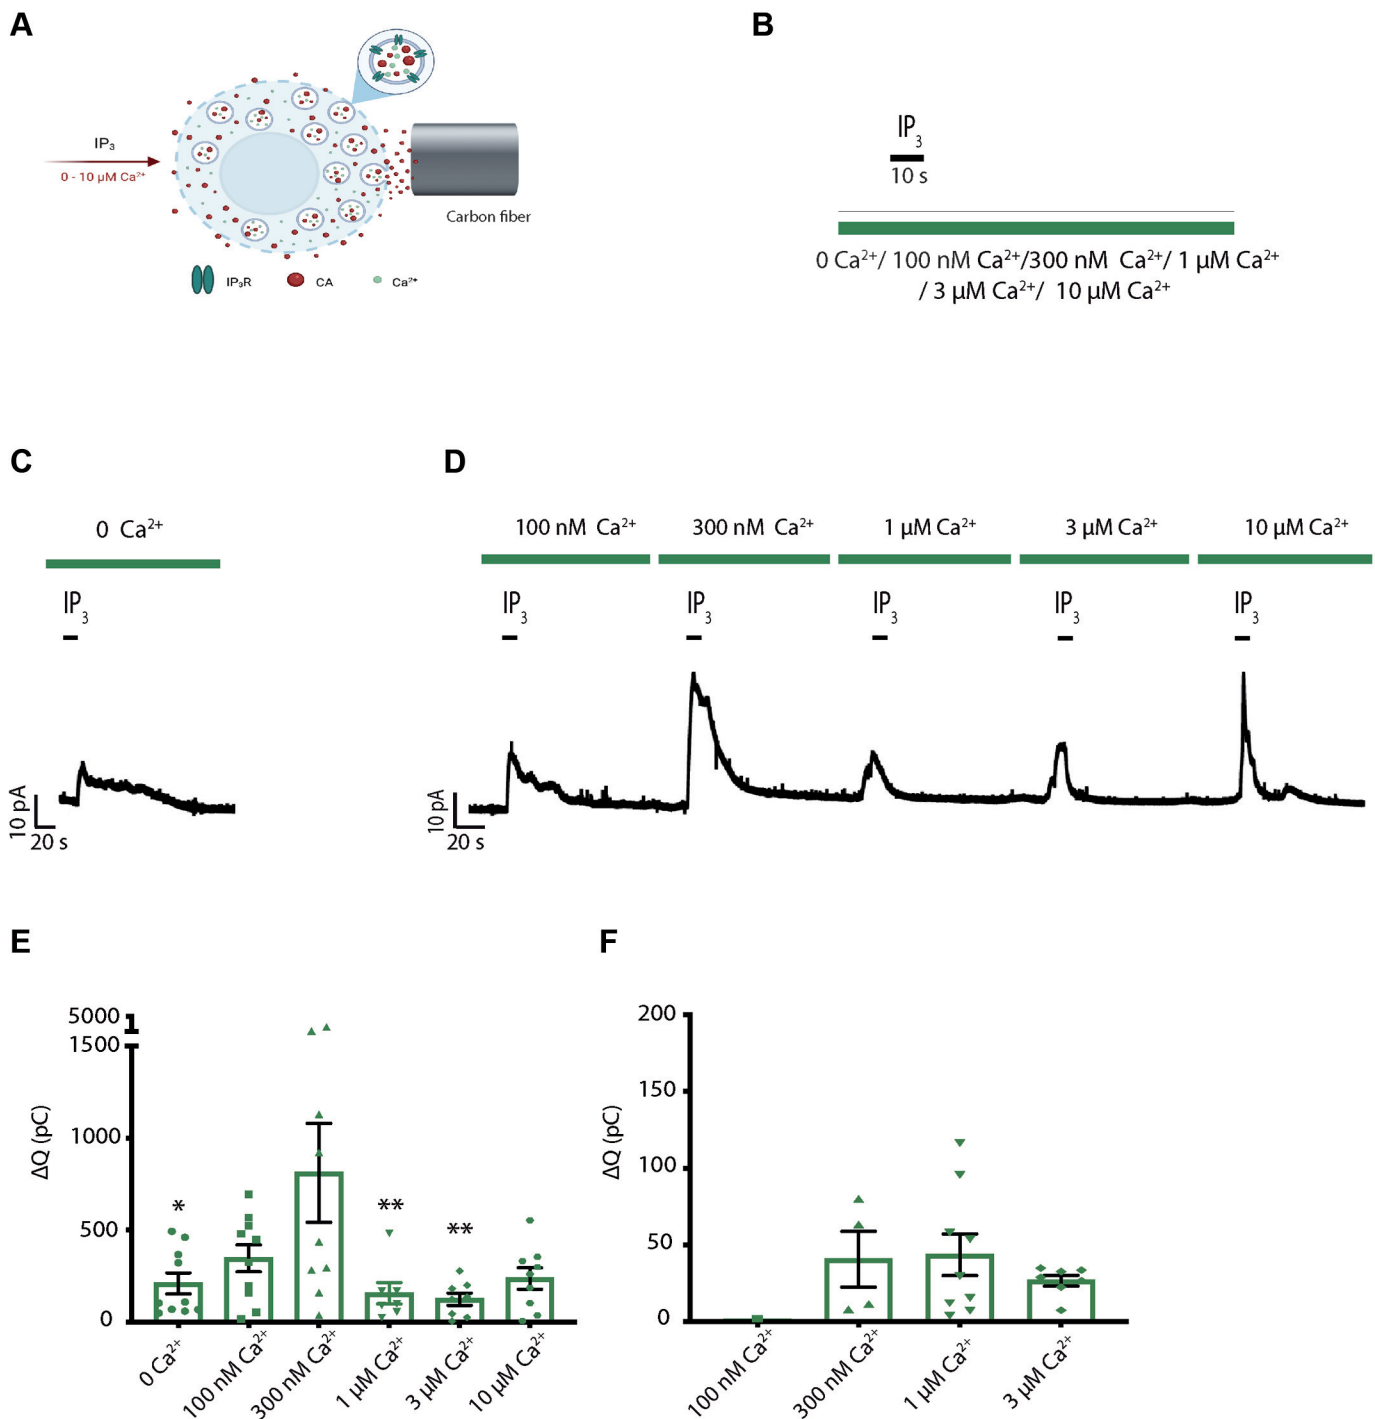 A
IP₃
0 - 10 µM Ca²⁺
Carbon fiber
IP₃R
CA
Ca²⁺
B
IP₃
10 s
0 Ca²⁺/ 100 nM Ca²⁺/300 nM Ca²⁺/ 1 µM Ca²⁺
/ 3 µM Ca²⁺/ 10 µM Ca²⁺
C
0 Ca²⁺
IP₃
10 pA
20 s
D
100 nM Ca²⁺
300 nM Ca²⁺
1 µM Ca²⁺
3 µM Ca²⁺
10 µM Ca²⁺
IP₃
IP₃
IP₃
IP₃
IP₃
10 pA
20 s
E
ΔQ (pC)
5000
1500
1000
500
0
*
**
**
0 Ca²⁺
100 nM Ca²⁺
300 nM Ca²⁺
1 µM Ca²⁺
3 µM Ca²⁺
10 µM Ca²⁺
F
ΔQ (pC)
200
150
100
50
0
100 nM Ca²⁺
300 nM Ca²⁺
1 µM Ca²⁺
3 µM Ca²⁺